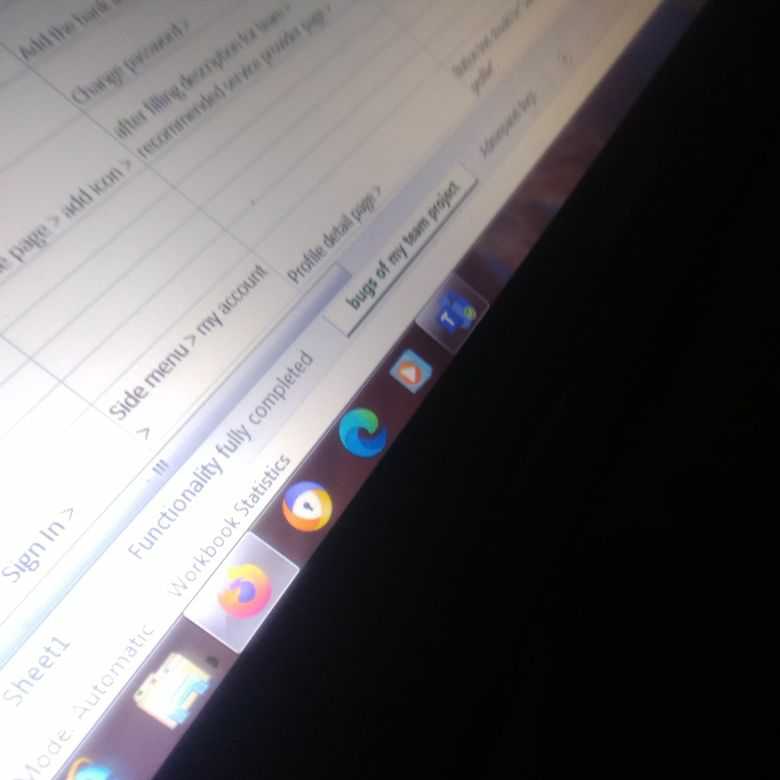 Add the bank
Change password >
after filling description for team >
recommended service provider page >
page > add icon >
Profile detail page >
Side menu > my account
>
Sign In >
Sheet1
Functionality fully completed
bugs of my team project
Mode: Automatic
Workbook Statistics